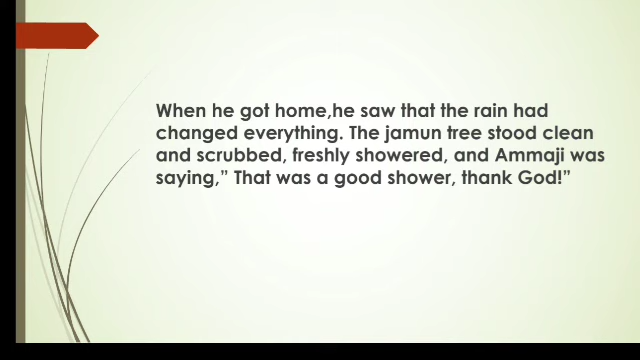 When he got home,he saw that the rain had
changed everything. The jamun tree stood clean
and scrubbed, freshly showered, and Ammaji was
saying,” That was a good shower, thank God!”